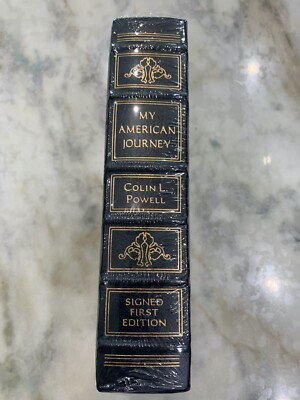 MY
AMERICAN
JOURNEY
COLIN L.
POWELL
SIGNED
FIRST
EDITION